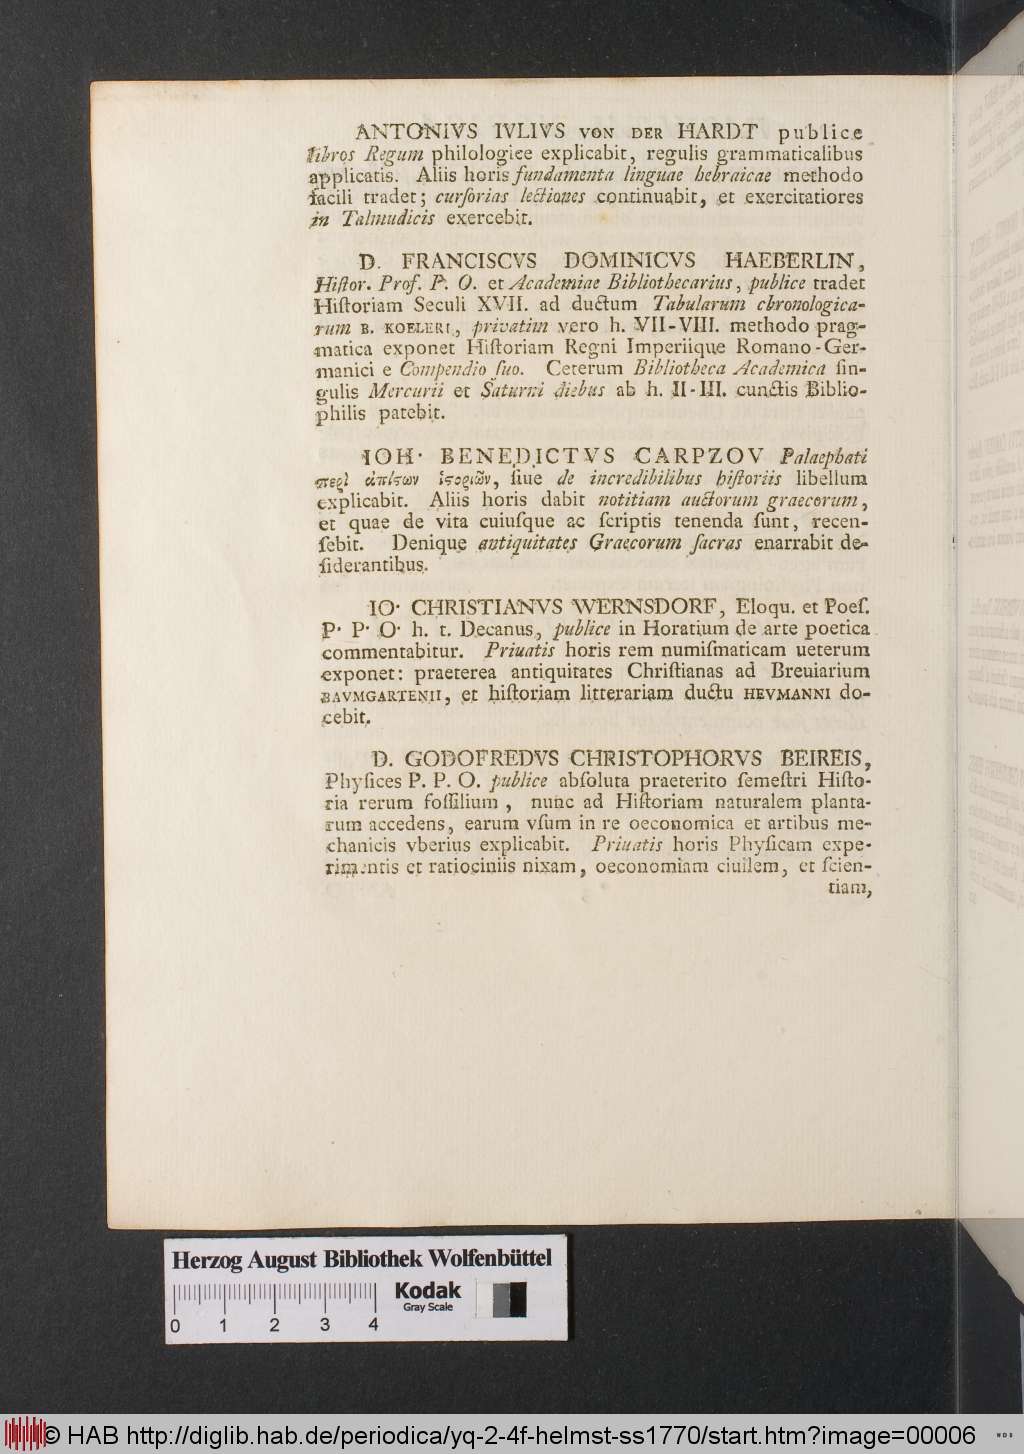 ANTONIVS IVLIVS VON DER HARDT publice
libros Regum philologice explicabit, regulis grammaticalibus
applicatis. Aliis horis fundamenta linguae hebraicae methodo
facili tradet; curſorias lectiones continuabit, et exercitatiores
in Talmudicis exercebit.
D. FRANCISCVS DOMINICVS HAEBERLIN,
Hiſtor. Prof. P. O. et Academiae Bibliothecarius, publice tradet
Hiſtoriam Seculi XVII. ad ductum Tabularum chronologica-
rum B. KOELERI, privatim vero h. VII-VIII. methodo prag-
matica exponet Hiſtoriam Regni Imperiique Romano-Ger-
manici e Compendio ſuo. Ceterum Bibliotheca Academica ſin-
gulis Mercurii et Saturni diebus ab h. II-III. cunctis Biblio-
philis patebit.
IOH. BENEDICTVS CARPZOV Palaephati
περὶ ἀπίϛων ἱϛοριῶν, ſiue de incredibilibus hiſtoriis libellum
explicabit. Aliis horis dabit notitiam auctorum graecorum,
et quae de vita cuiuſque ac ſcriptis tenenda ſunt, recen-
ſebit. Denique antiquitates Graecorum ſacras enarrabit de-
ſiderantibus.
IO. CHRISTIANVS WERNSDORF, Eloqu. et Poeſ.
P. P. O. h. t. Decanus, publice in Horatium de arte poetica
commentabitur. Priuatis horis rem numiſmaticam ueterum
exponet: praeterea antiquitates Chriſtianas ad Breuiarium
BAVMGARTENII, et hiſtoriam litterariam ductu HEVMANNI do-
cebit.
D. GODOFREDVS CHRISTOPHORVS BEIREIS,
Phyſices P. P. O. publice abſoluta praeterito ſemeſtri Hiſto-
ria rerum foſſilium, nunc ad Hiſtoriam naturalem planta-
rum accedens, earum vſum in re oeconomica et artibus me-
chanicis vberius explicabit. Priuatis horis Phyſicam expe-
rimentis et ratiociniis nixam, oeconomiam ciuilem, et ſcien-
tiam,
Herzog August Bibliothek Wolfenbüttel
Kodak
Gray Scale
0 1 2 3 4
© HAB http://diglib.hab.de/periodica/yq-2-4f-helmst-ss1770/start.htm?image=00006